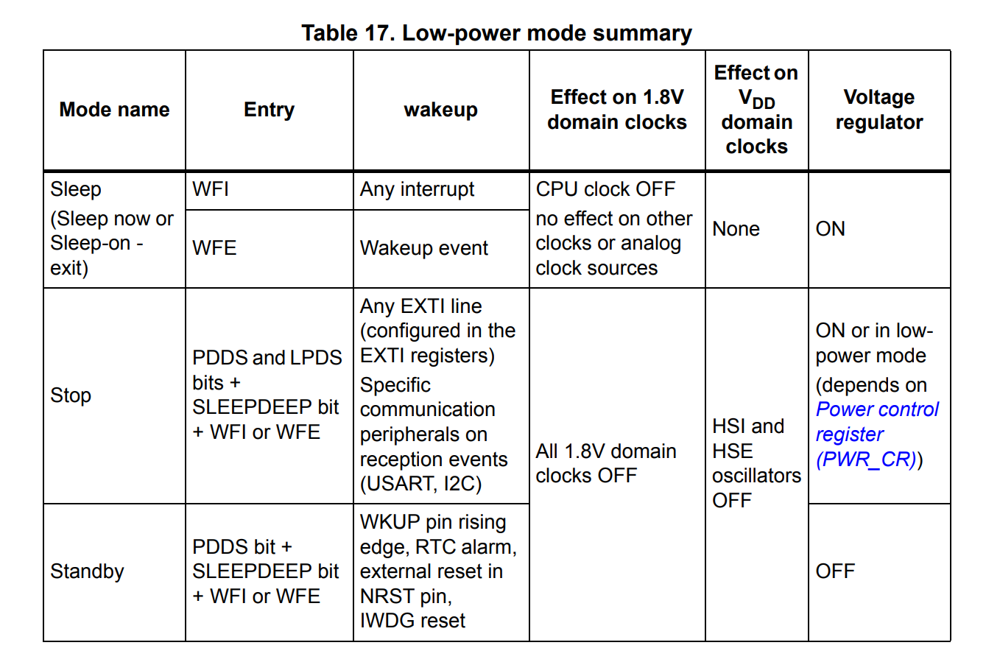 Table 17. Low-power mode summary
Mode name
Entry
wakeup
Effect on 1.8V
domain clocks
Effect on
VDD
domain
clocks
Voltage
regulator
Sleep
(Sleep now or
Sleep-on -
exit)
WFI
Any interrupt
CPU clock OFF
no effect on other
clocks or analog
clock sources
None
ON
WFE
Wakeup event
Stop
PDDS and LPDS
bits +
SLEEPDEEP bit
+ WFI or WFE
Any EXTI line
(configured in the
EXTI registers)
Specific
communication
peripherals on
reception events
(USART, I2C)
All 1.8V domain
clocks OFF
HSI and
HSE
oscillators
OFF
ON or in low-
power mode
(depends on
Power control
register
(PWR_CR))
Standby
PDDS bit +
SLEEPDEEP bit
+ WFI or WFE
WKUP pin rising
edge, RTC alarm,
external reset in
NRST pin,
IWDG reset
OFF